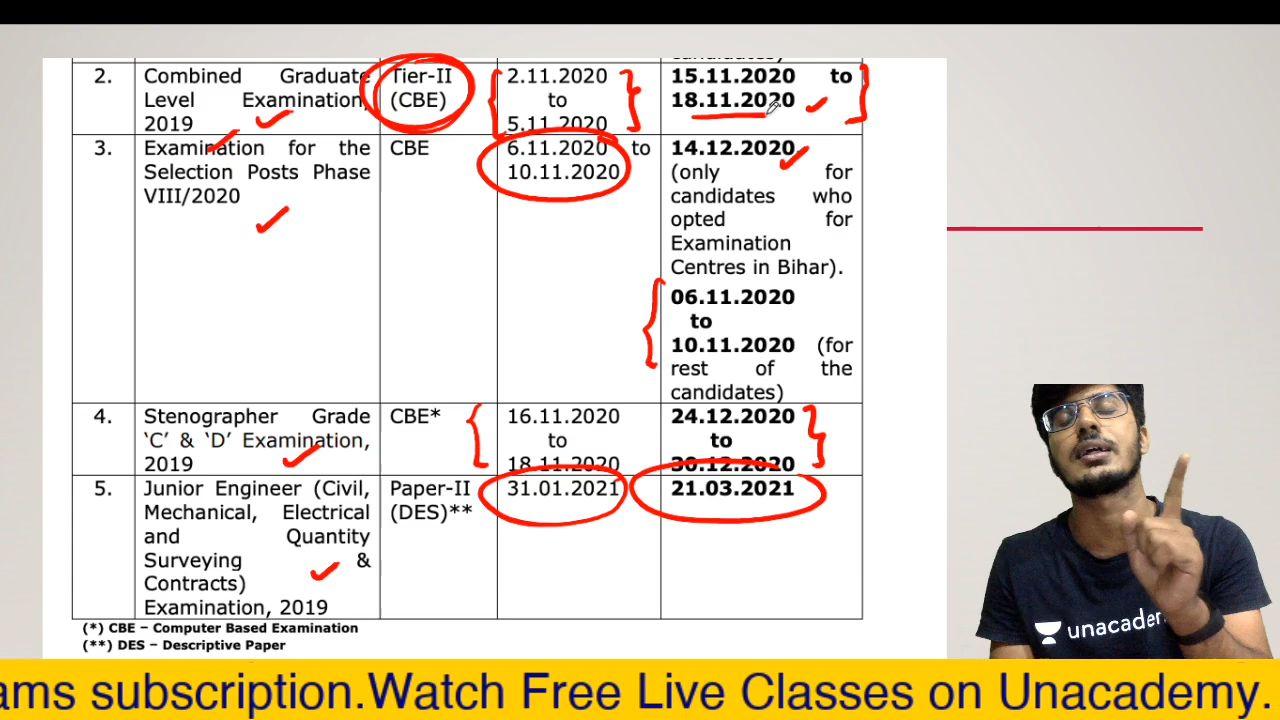 candidates)
2. Combined Graduate Level Examination, 2019 Tier-II (CBE) 2.11.2020 to 5.11.2020 15.11.2020 to 18.11.2020
3. Examination for the Selection Posts Phase VIII/2020 CBE 6.11.2020 to 10.11.2020 14.12.2020 (only for candidates who opted for Examination Centres in Bihar). 06.11.2020 to 10.11.2020 (for rest of the candidates)
4. Stenographer Grade ‘C’ & ‘D’ Examination, 2019 CBE* 16.11.2020 to 18.11.2020 24.12.2020 to 30.12.2020
5. Junior Engineer (Civil, Mechanical, Electrical and Quantity Surveying & Contracts) Examination, 2019 Paper-II (DES)** 31.01.2021 21.03.2021
(*) CBE – Computer Based Examination
(**) DES – Descriptive Paper
unacadem
ams subscription.Watch Free Live Classes on Unacademy.